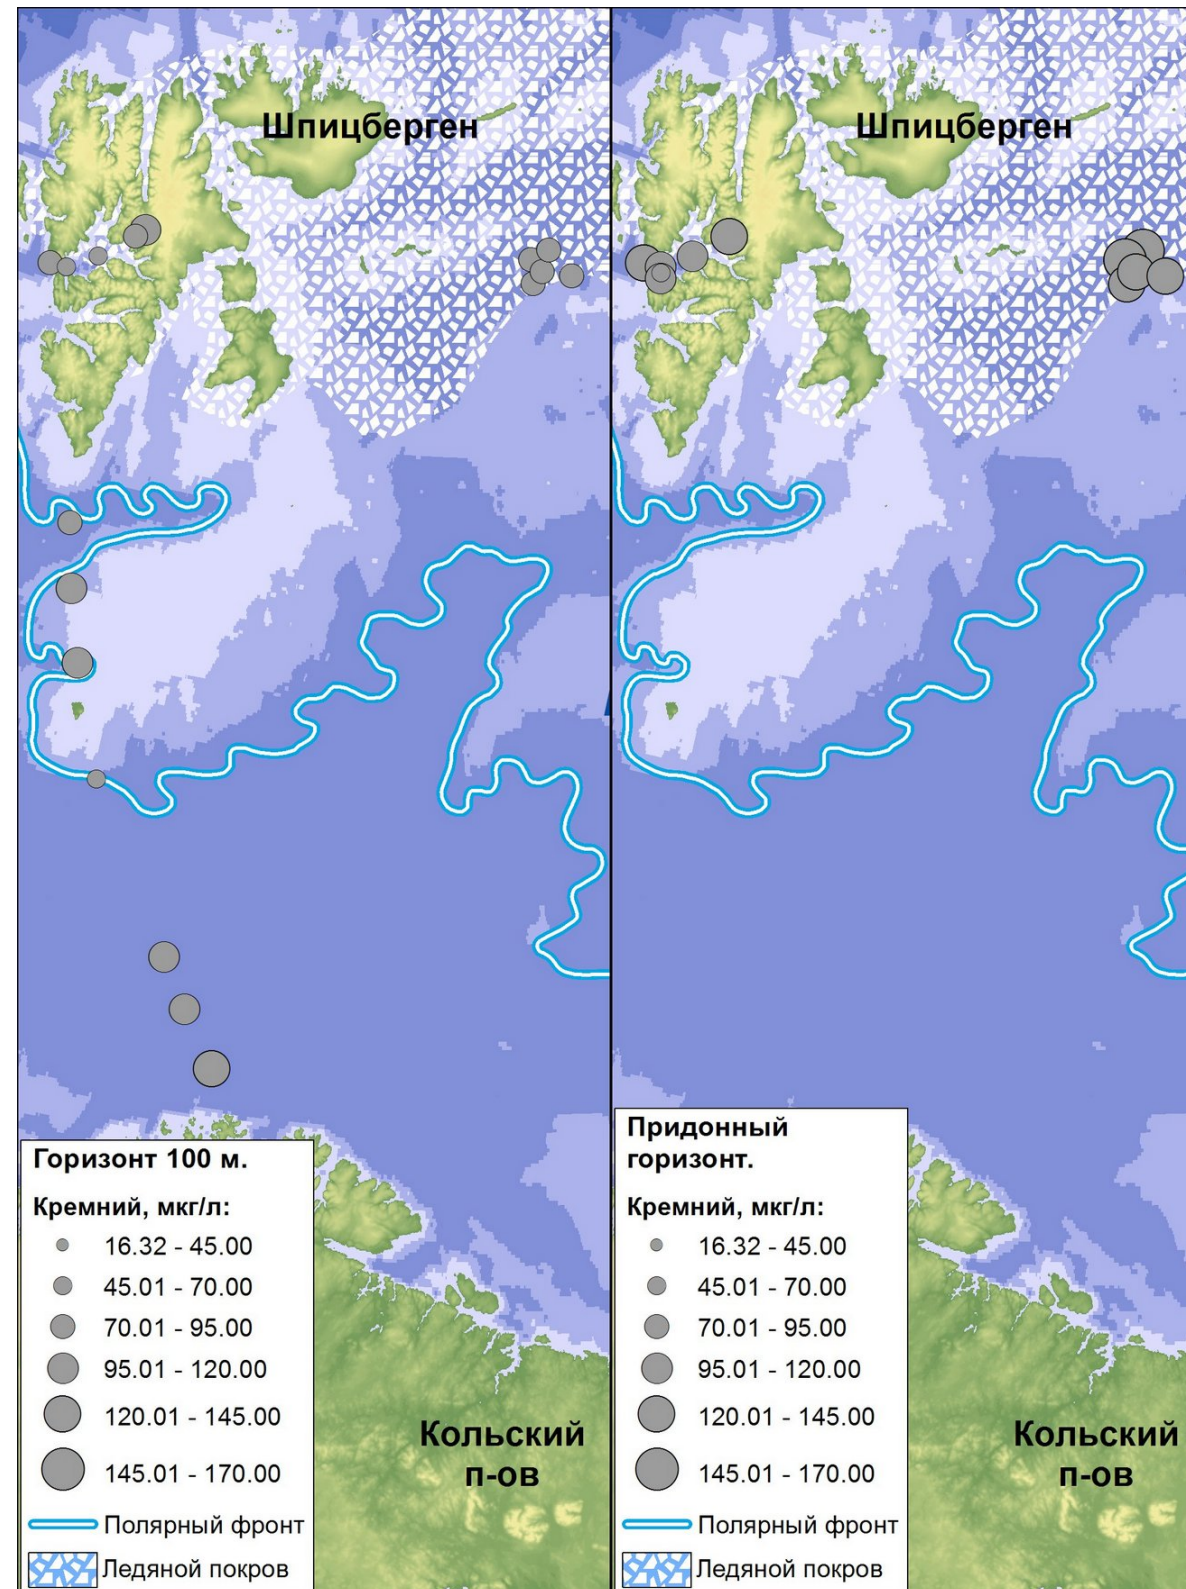 Шпицберген
Горизонт 100 м.
Кремний, мкг/л:
16.32 - 45.00
45.01 - 70.00
70.01 - 95.00
95.01 - 120.00
120.01 - 145.00
145.01 - 170.00
Полярный фронт
Ледяной покров
Кольский
п-ов
Шпицберген
Придонный
горизонт.
Кремний, мкг/л:
16.32 - 45.00
45.01 - 70.00
70.01 - 95.00
95.01 - 120.00
120.01 - 145.00
145.01 - 170.00
Полярный фронт
Ледяной покров
Кольский
п-ов